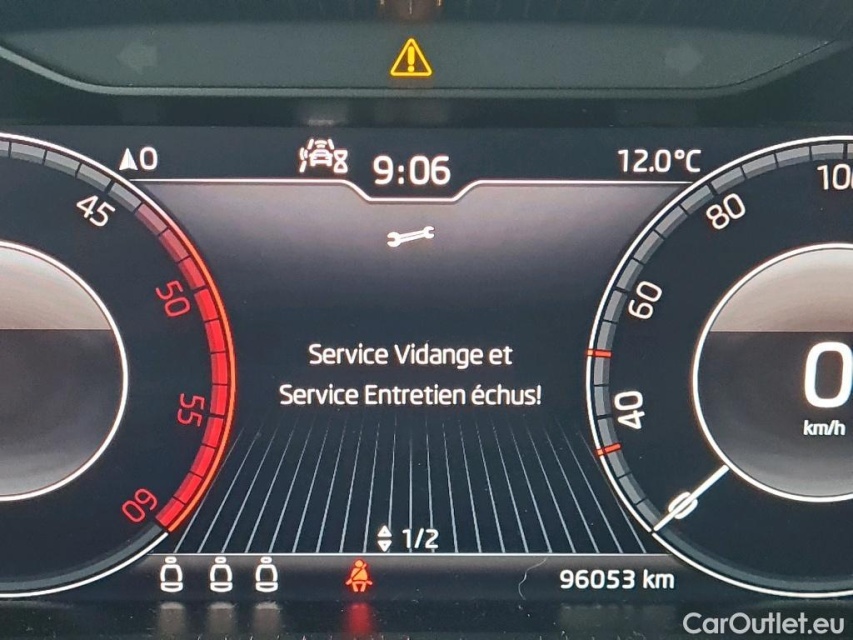 0
9:06
12.0°C
45
50
55
60
100
80
60
40
0
0
km/h
Service Vidange et
Service Entretien échus!
1/2
96053 km
CarOutlet.eu